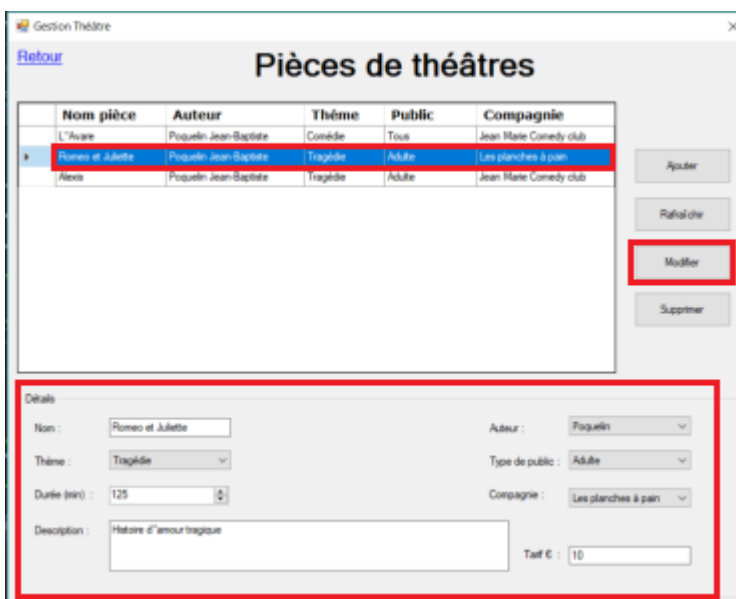 Gestion Théâtre
Retour
Pièces de théâtres
Nom pièce Auteur Théme Public Compagnie
L''Avare Poquelin Jean-Baptiste Comédie Tous Jean Marie Comedy club
Romeo et Juliette Poquelin Jean-Baptiste Tragédie Adulte Les planches à pain
Alexis Poquelin Jean-Baptiste Tragédie Adulte Jean Marie Comedy club
Ajouter
Rafraîchir
Modifier
Supprimer
Détails
Nom : Romeo et Juliette Auteur : Poquelin
Thème : Tragédie Type de public : Adulte
Durée (min) : 125 Compagnie : Les planches à pain
Description : Histoire d''amour tragique
Tarif € : 10